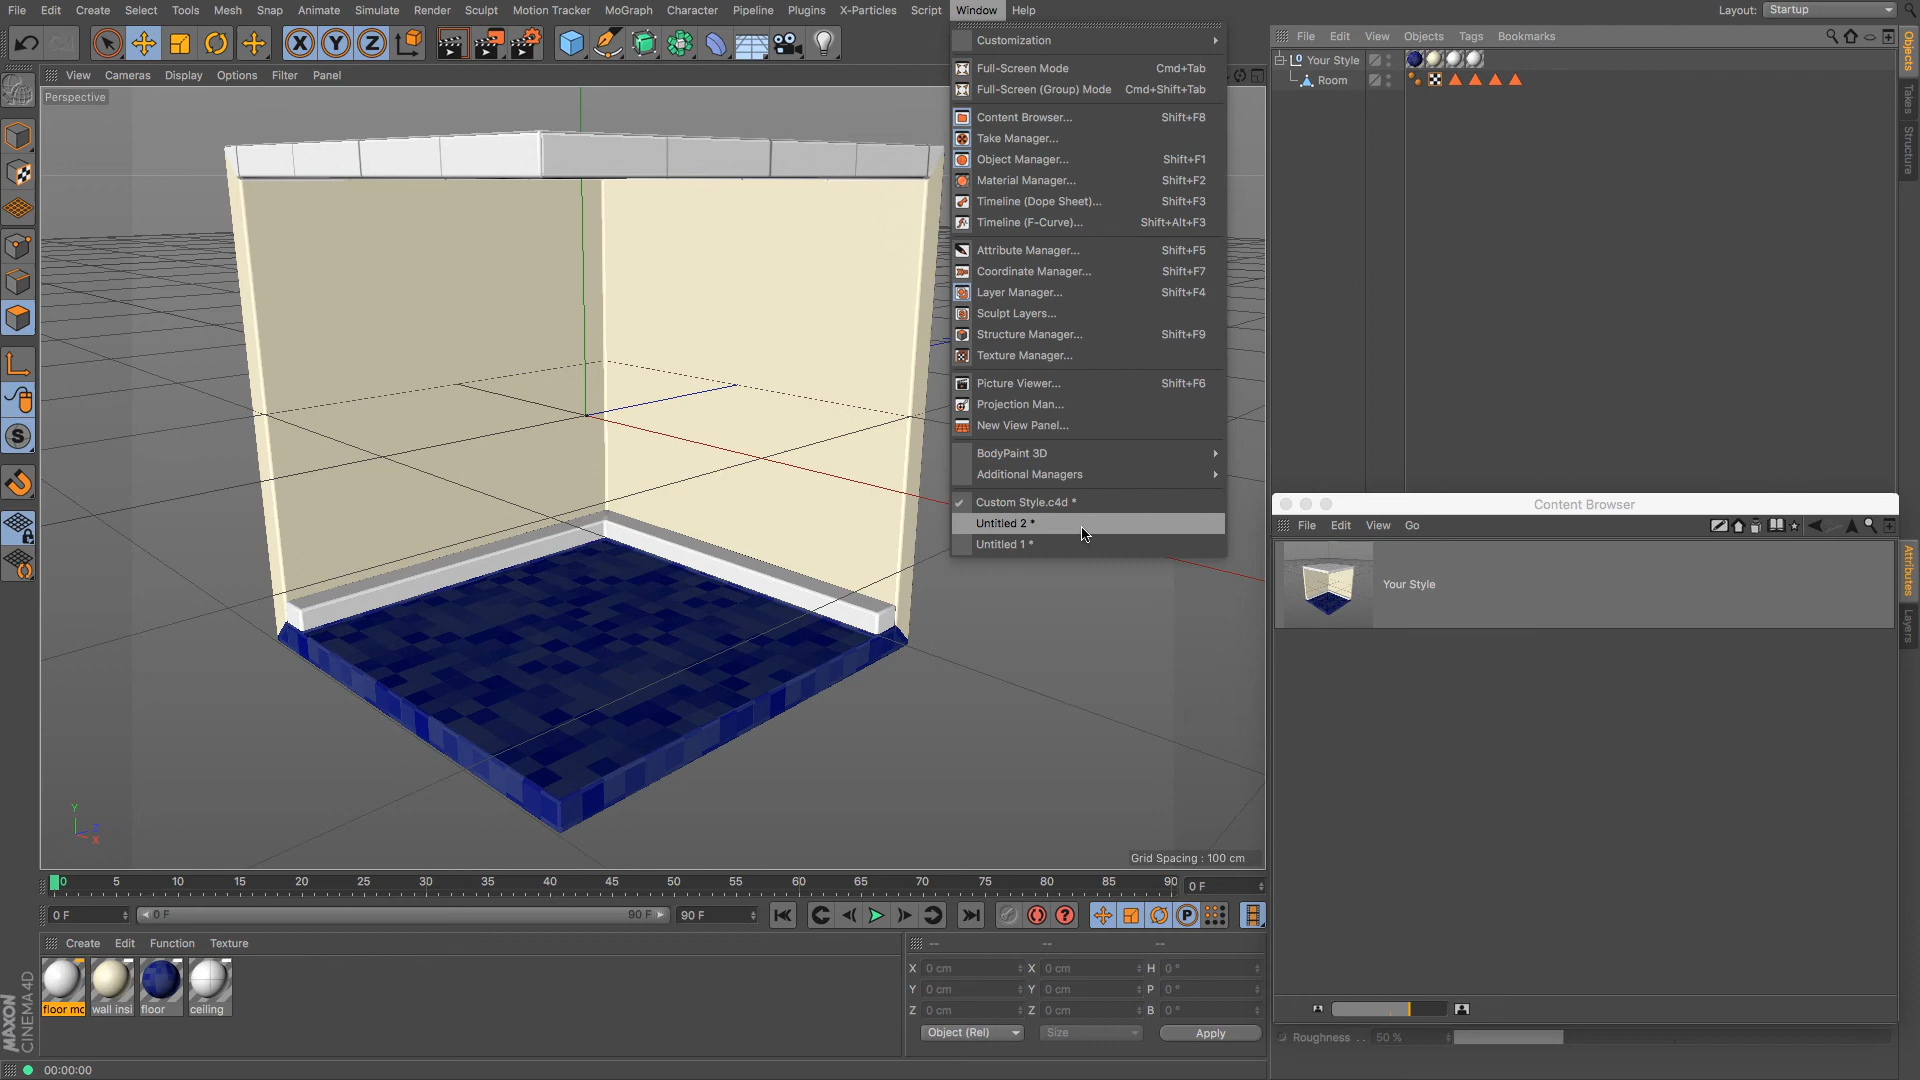 File Edit Create Select Tools Mesh Snap Animate Simulate Render Sculpt Motion Tracker MoGraph Character Pipeline Plugins X-Particles Script Window Help Layout: Startup
View Cameras Display Options Filter Panel
Perspective
Customization
Full-Screen Mode Cmd+Tab
Full-Screen (Group) Mode Cmd+Shift+Tab
Content Browser... Shift+F8
Take Manager...
Object Manager... Shift+F1
Material Manager... Shift+F2
Timeline (Dope Sheet)... Shift+F3
Timeline (F-Curve)... Shift+Alt+F3
Attribute Manager... Shift+F5
Coordinate Manager... Shift+F7
Layer Manager... Shift+F4
Sculpt Layers...
Structure Manager... Shift+F9
Texture Manager...
Picture Viewer... Shift+F6
Projection Man...
New View Panel...
BodyPaint 3D
Additional Managers
Custom Style.c4d *
Untitled 2 *
Untitled 1 *
File Edit View Objects Tags Bookmarks
Your Style
Room
Objects
Takes
Structure
Content Browser
File Edit View Go
Your Style
Attributes
Layers
Roughness . . 50 %
Y
Z
X
Grid Spacing : 100 cm
0 5 10 15 20 25 30 35 40 45 50 55 60 65 70 75 80 85 90 0 F
0 F 0 F 90 F 90 F
Create Edit Function Texture
floor mo wall insi floor ceiling
-- -- --
X 0 cm X 0 cm H 0 °
Y 0 cm Y 0 cm P 0 °
Z 0 cm Z 0 cm B 0 °
Object (Rel) Size Apply
MAXON
CINEMA 4D
00:00:00